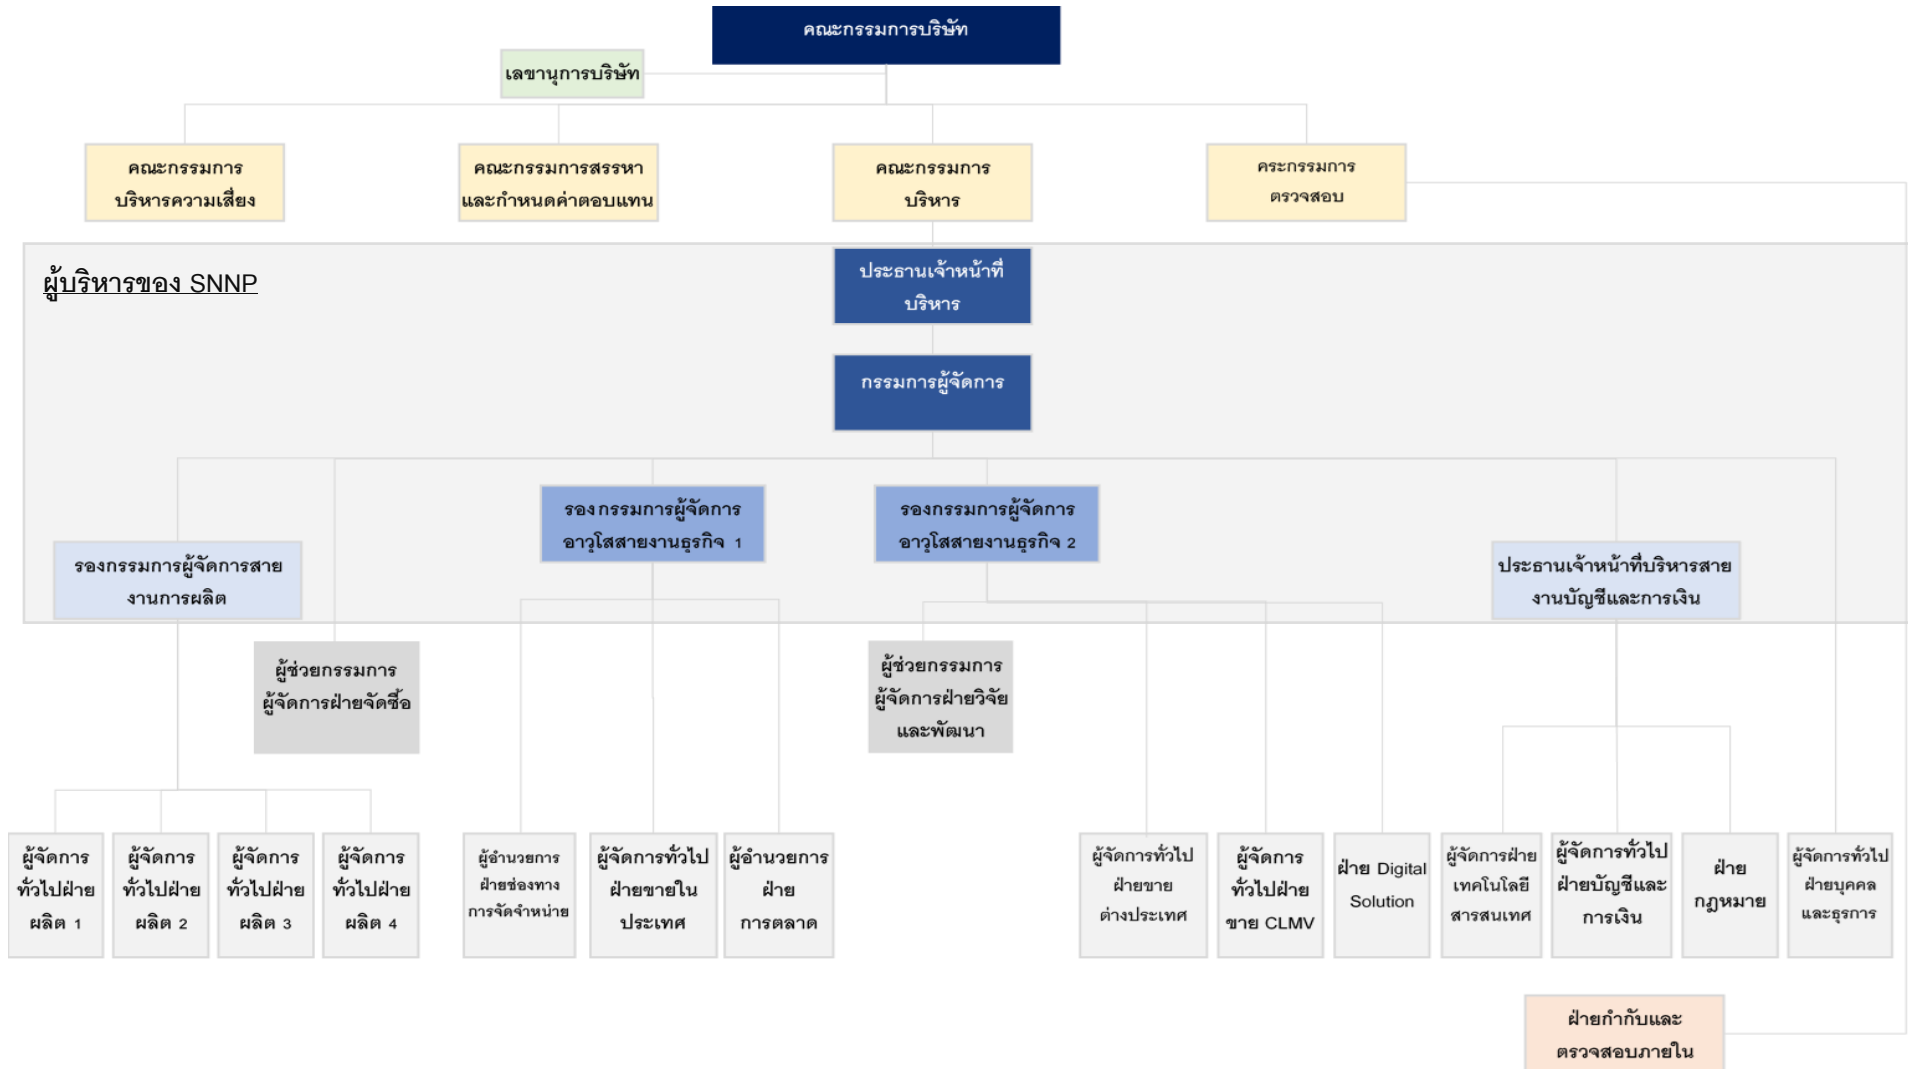 คณะกรรมการบริษัท
เลขานุการบริษัท
คณะกรรมการ
บริหารความเสี่ยง
คณะกรรมการสรรหา
และกำหนดค่าตอบแทน
คณะกรรมการ
บริหาร
คระกรรมการ
ตรวจสอบ
ผู้บริหารของ SNNP
ประธานเจ้าหน้าที่
บริหาร
กรรมการผู้จัดการ
รองกรรมการผู้จัดการ
อาวุโสสายงานธุรกิจ 1
รองกรรมการผู้จัดการ
อาวุโสสายงานธุรกิจ 2
รองกรรมการผู้จัดการสาย
งานการผลิต
ประธานเจ้าหน้าที่บริหารสาย
งานบัญชีและการเงิน
ผู้ช่วยกรรมการ
ผู้จัดการฝ่ายจัดซื้อ
ผู้ช่วยกรรมการ
ผู้จัดการฝ่ายวิจัย
และพัฒนา
ผู้จัดการ
ทั่วไปฝ่าย
ผลิต 1
ผู้จัดการ
ทั่วไปฝ่าย
ผลิต 2
ผู้จัดการ
ทั่วไปฝ่าย
ผลิต 3
ผู้จัดการ
ทั่วไปฝ่าย
ผลิต 4
ผู้อำนวยการ
ฝ่ายช่องทาง
การจัดจำหน่าย
ผู้จัดการทั่วไป
ฝ่ายขายใน
ประเทศ
ผู้อำนวยการ
ฝ่าย
การตลาด
ผู้จัดการทั่วไป
ฝ่ายขาย
ต่างประเทศ
ผู้จัดการ
ทั่วไปฝ่าย
ขาย CLMV
ฝ่าย Digital
Solution
ผู้จัดการฝ่าย
เทคโนโลยี
สารสนเทศ
ผู้จัดการทั่วไป
ฝ่ายบัญชีและ
การเงิน
ฝ่าย
กฎหมาย
ผู้จัดการทั่วไป
ฝ่ายบุคคล
และธุรการ
ฝ่ายกำกับและ
ตรวจสอบภายใน